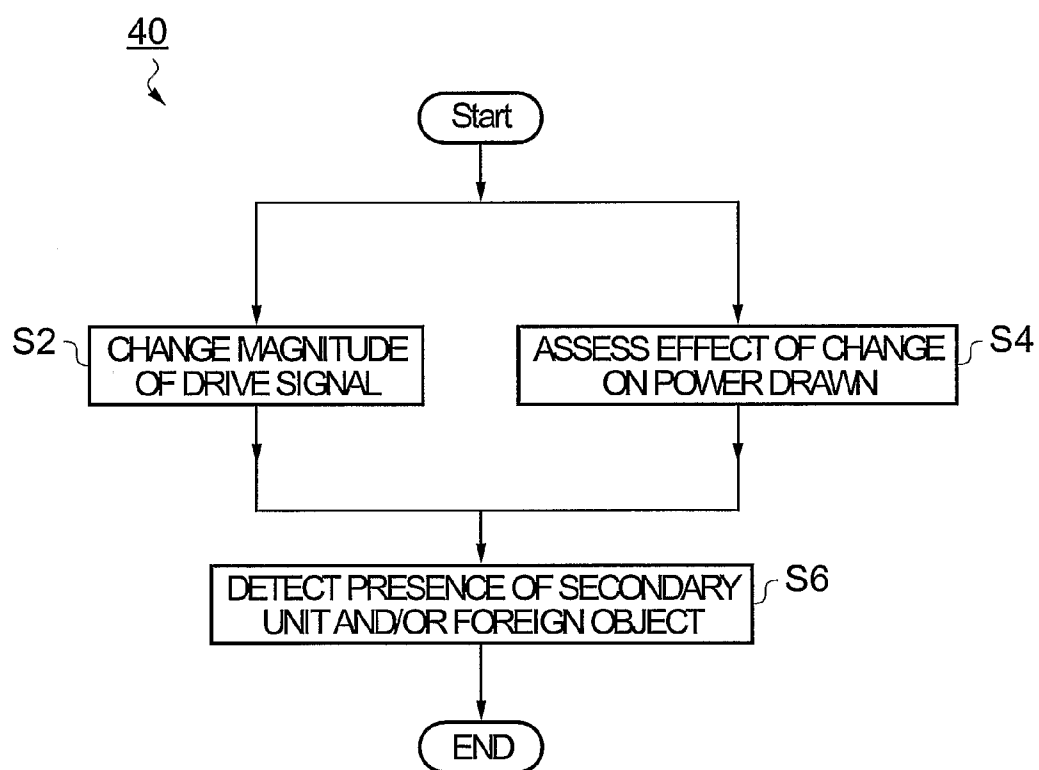 40
Start
S2
CHANGE MAGNITUDE
OF DRIVE SIGNAL
ASSESS EFFECT OF CHANGE
ON POWER DRAWN
S4
DETECT PRESENCE OF SECONDARY
UNIT AND/OR FOREIGN OBJECT
S6
END